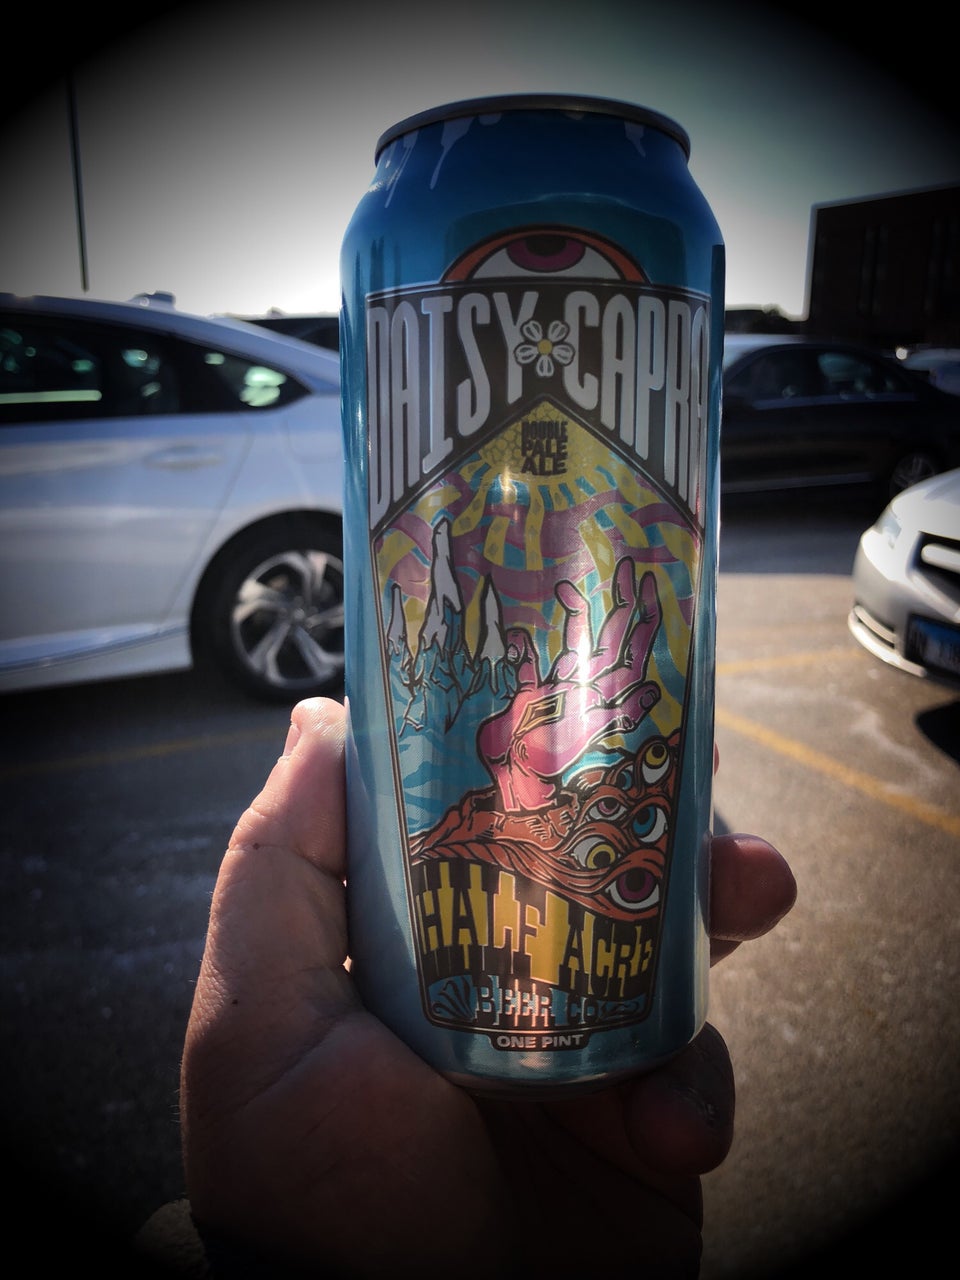 DAISY CAPRA
DOUBLE
PALE
ALE
HALF ACRE
BEER CO.
ONE PINT